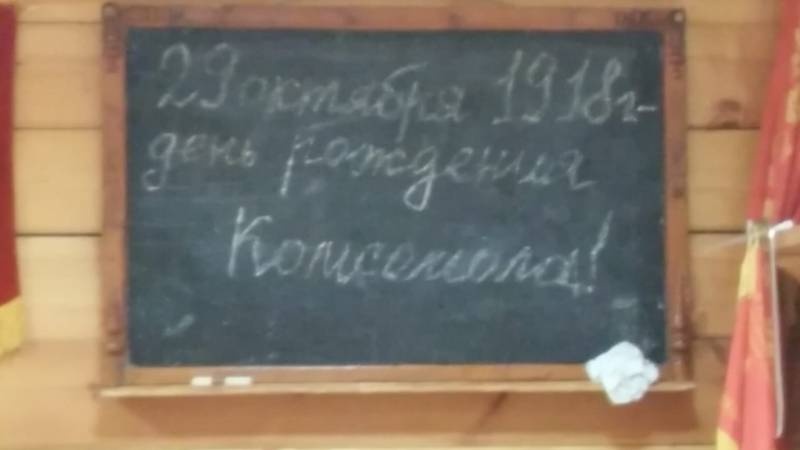 29 октября 1918г-
день рождения
Комсомола!